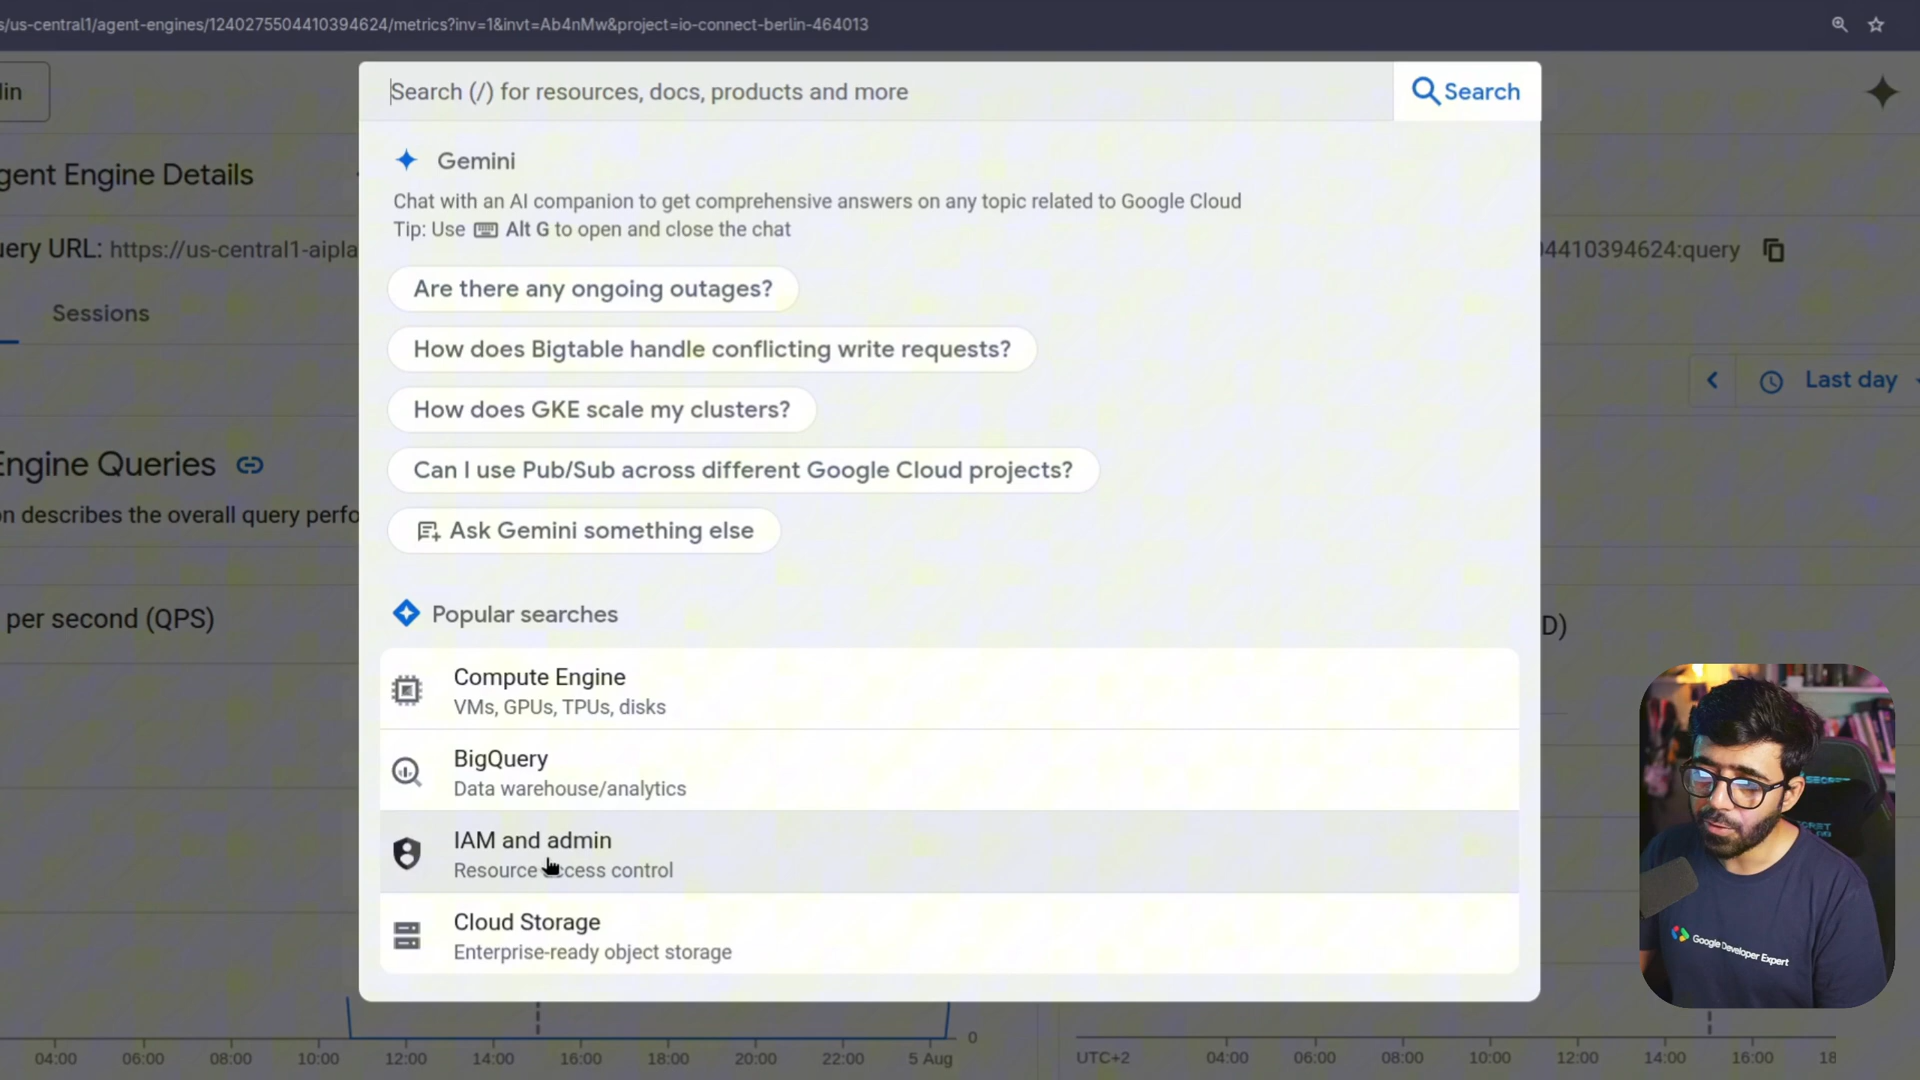 s/us-central1/agent-engines/1240275504410394624/metrics?inv=1&invt=Ab4nMw&project=io-connect-berlin-464013
lin
Search (/) for resources, docs, products and more
Search
gent Engine Details
Gemini
Chat with an AI companion to get comprehensive answers on any topic related to Google Cloud
Tip: Use Alt G to open and close the chat
uery URL: https://us-central1-aipla
04410394624:query
Are there any ongoing outages?
Sessions
How does Bigtable handle conflicting write requests?
Last day
How does GKE scale my clusters?
Engine Queries
Can I use Pub/Sub across different Google Cloud projects?
on describes the overall query perfo
Ask Gemini something else
per second (QPS)
Popular searches
D)
Compute Engine
VMs, GPUs, TPUs, disks
BigQuery
Data warehouse/analytics
IAM and admin
Resource access control
Cloud Storage
Enterprise-ready object storage
SECRET
Google Developer Expert
0
04:00 06:00 08:00 10:00 12:00 14:00 16:00 18:00 20:00 22:00 5 Aug
UTC+2 04:00 06:00 08:00 10:00 12:00 14:00 16:00 18